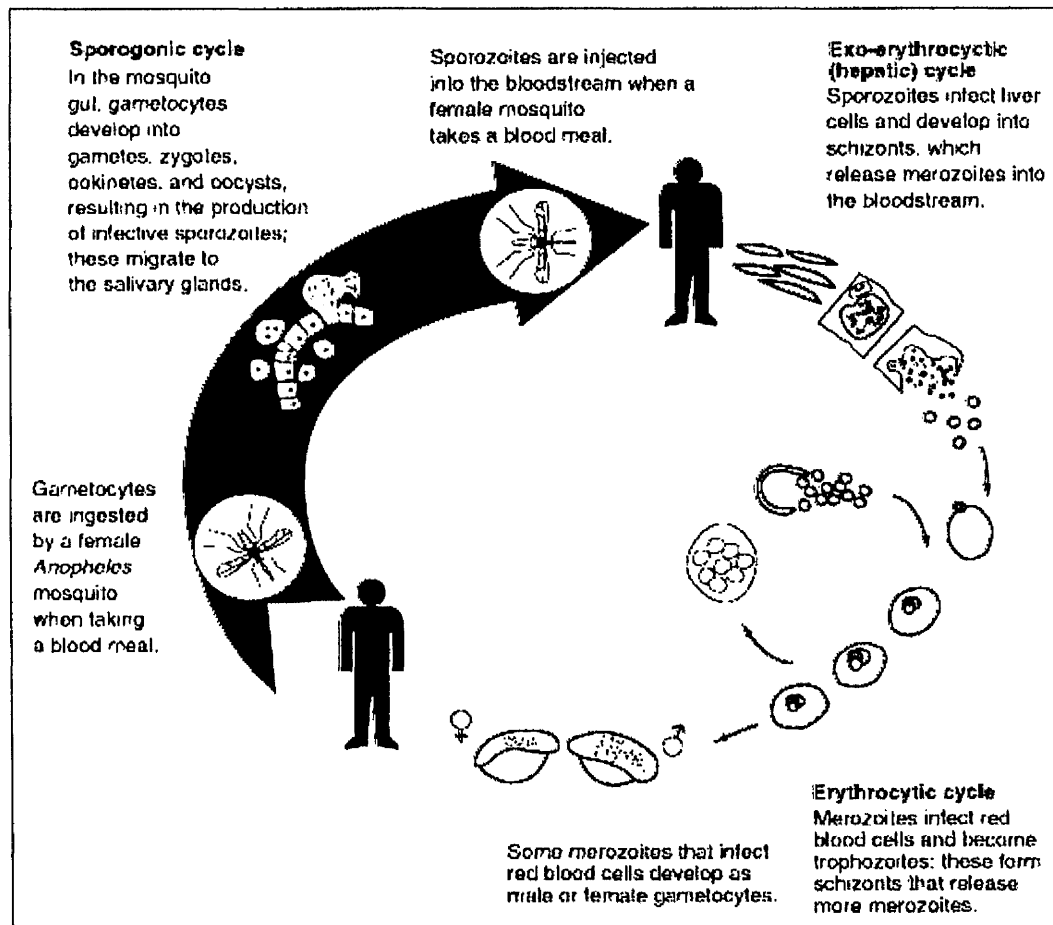 Sporogonic cycle
In the mosquito
gut, gametocytes
develop into
gametes, zygotes,
ookinetes, and oocysts,
resulting in the production
of infective sporozoites;
these migrate to
the salivary glands.
Sporozoites are injected
into the bloodstream when a
female mosquito
takes a blood meal.
Exo-erythrocyctic
(hepatic) cycle
Sporozoites infect liver
cells and develop into
schizonts, which
release merozoites into
the bloodstream.
Gametocytes
are ingested
by a female
Anopheles
mosquito
when taking
a blood meal.
♀
♂
Some merozoites that infect
red blood cells develop as
male or female gametocytes.
Erythrocytic cycle
Merozoites infect red
blood cells and become
trophozoites; these form
schizonts that release
more merozoites.